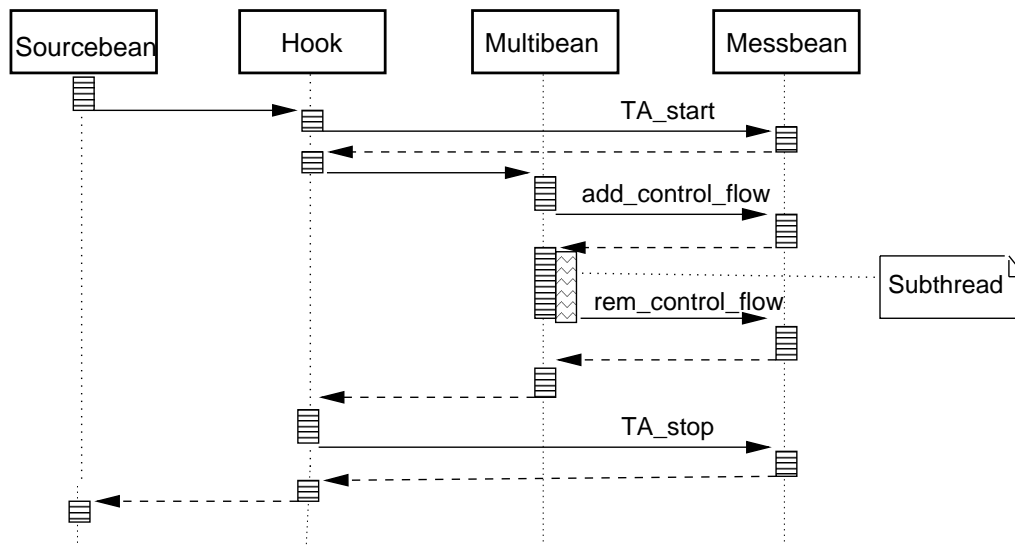 Sourcebean
Hook
Multibean
Messbean
TA_start
add_control_flow
Subthread
rem_control_flow
TA_stop